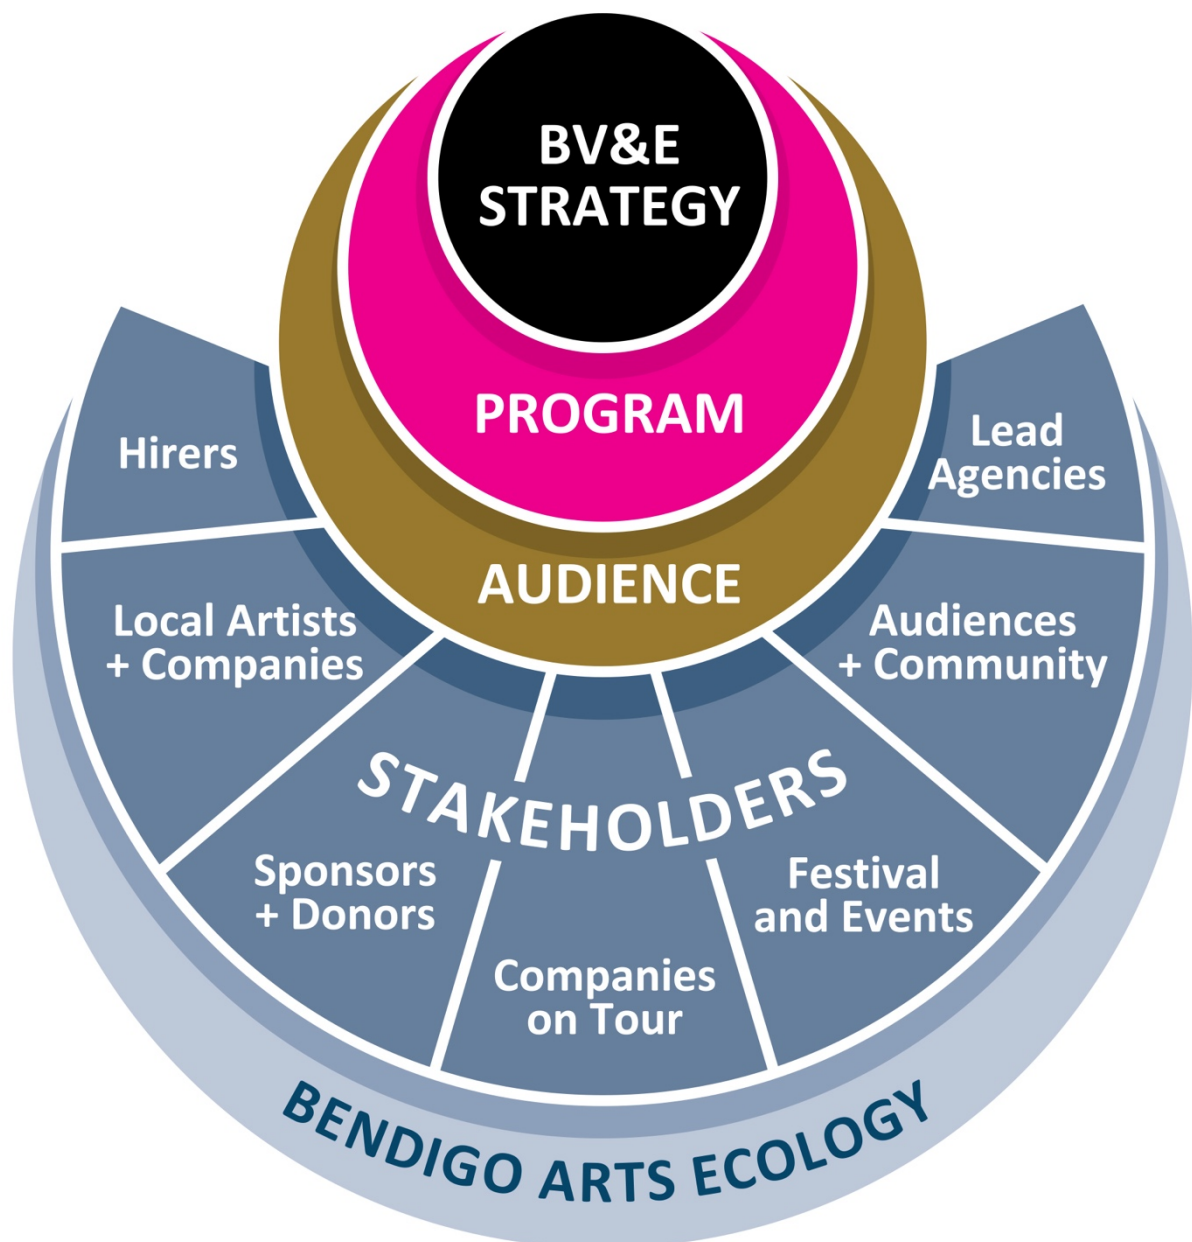 BV&E
STRATEGY
PROGRAM
AUDIENCE
Hirers
Lead
Agencies
Local Artists
+ Companies
Audiences
+ Community
STAKEHOLDERS
Sponsors
+ Donors
Festival
and Events
Companies
on Tour
BENDIGO ARTS ECOLOGY